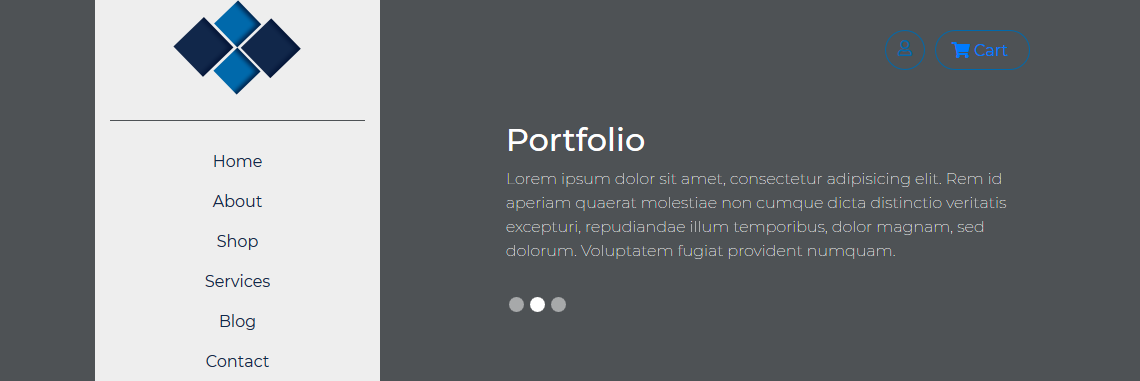 Cart
Home
About
Shop
Services
Blog
Contact
Portfolio
Lorem ipsum dolor sit amet, consectetur adipisicing elit. Rem id
aperiam quaerat molestiae non cumque dicta distinctio veritatis
excepturi, repudiandae illum temporibus, dolor magnam, sed
dolorum. Voluptatem fugiat provident numquam.